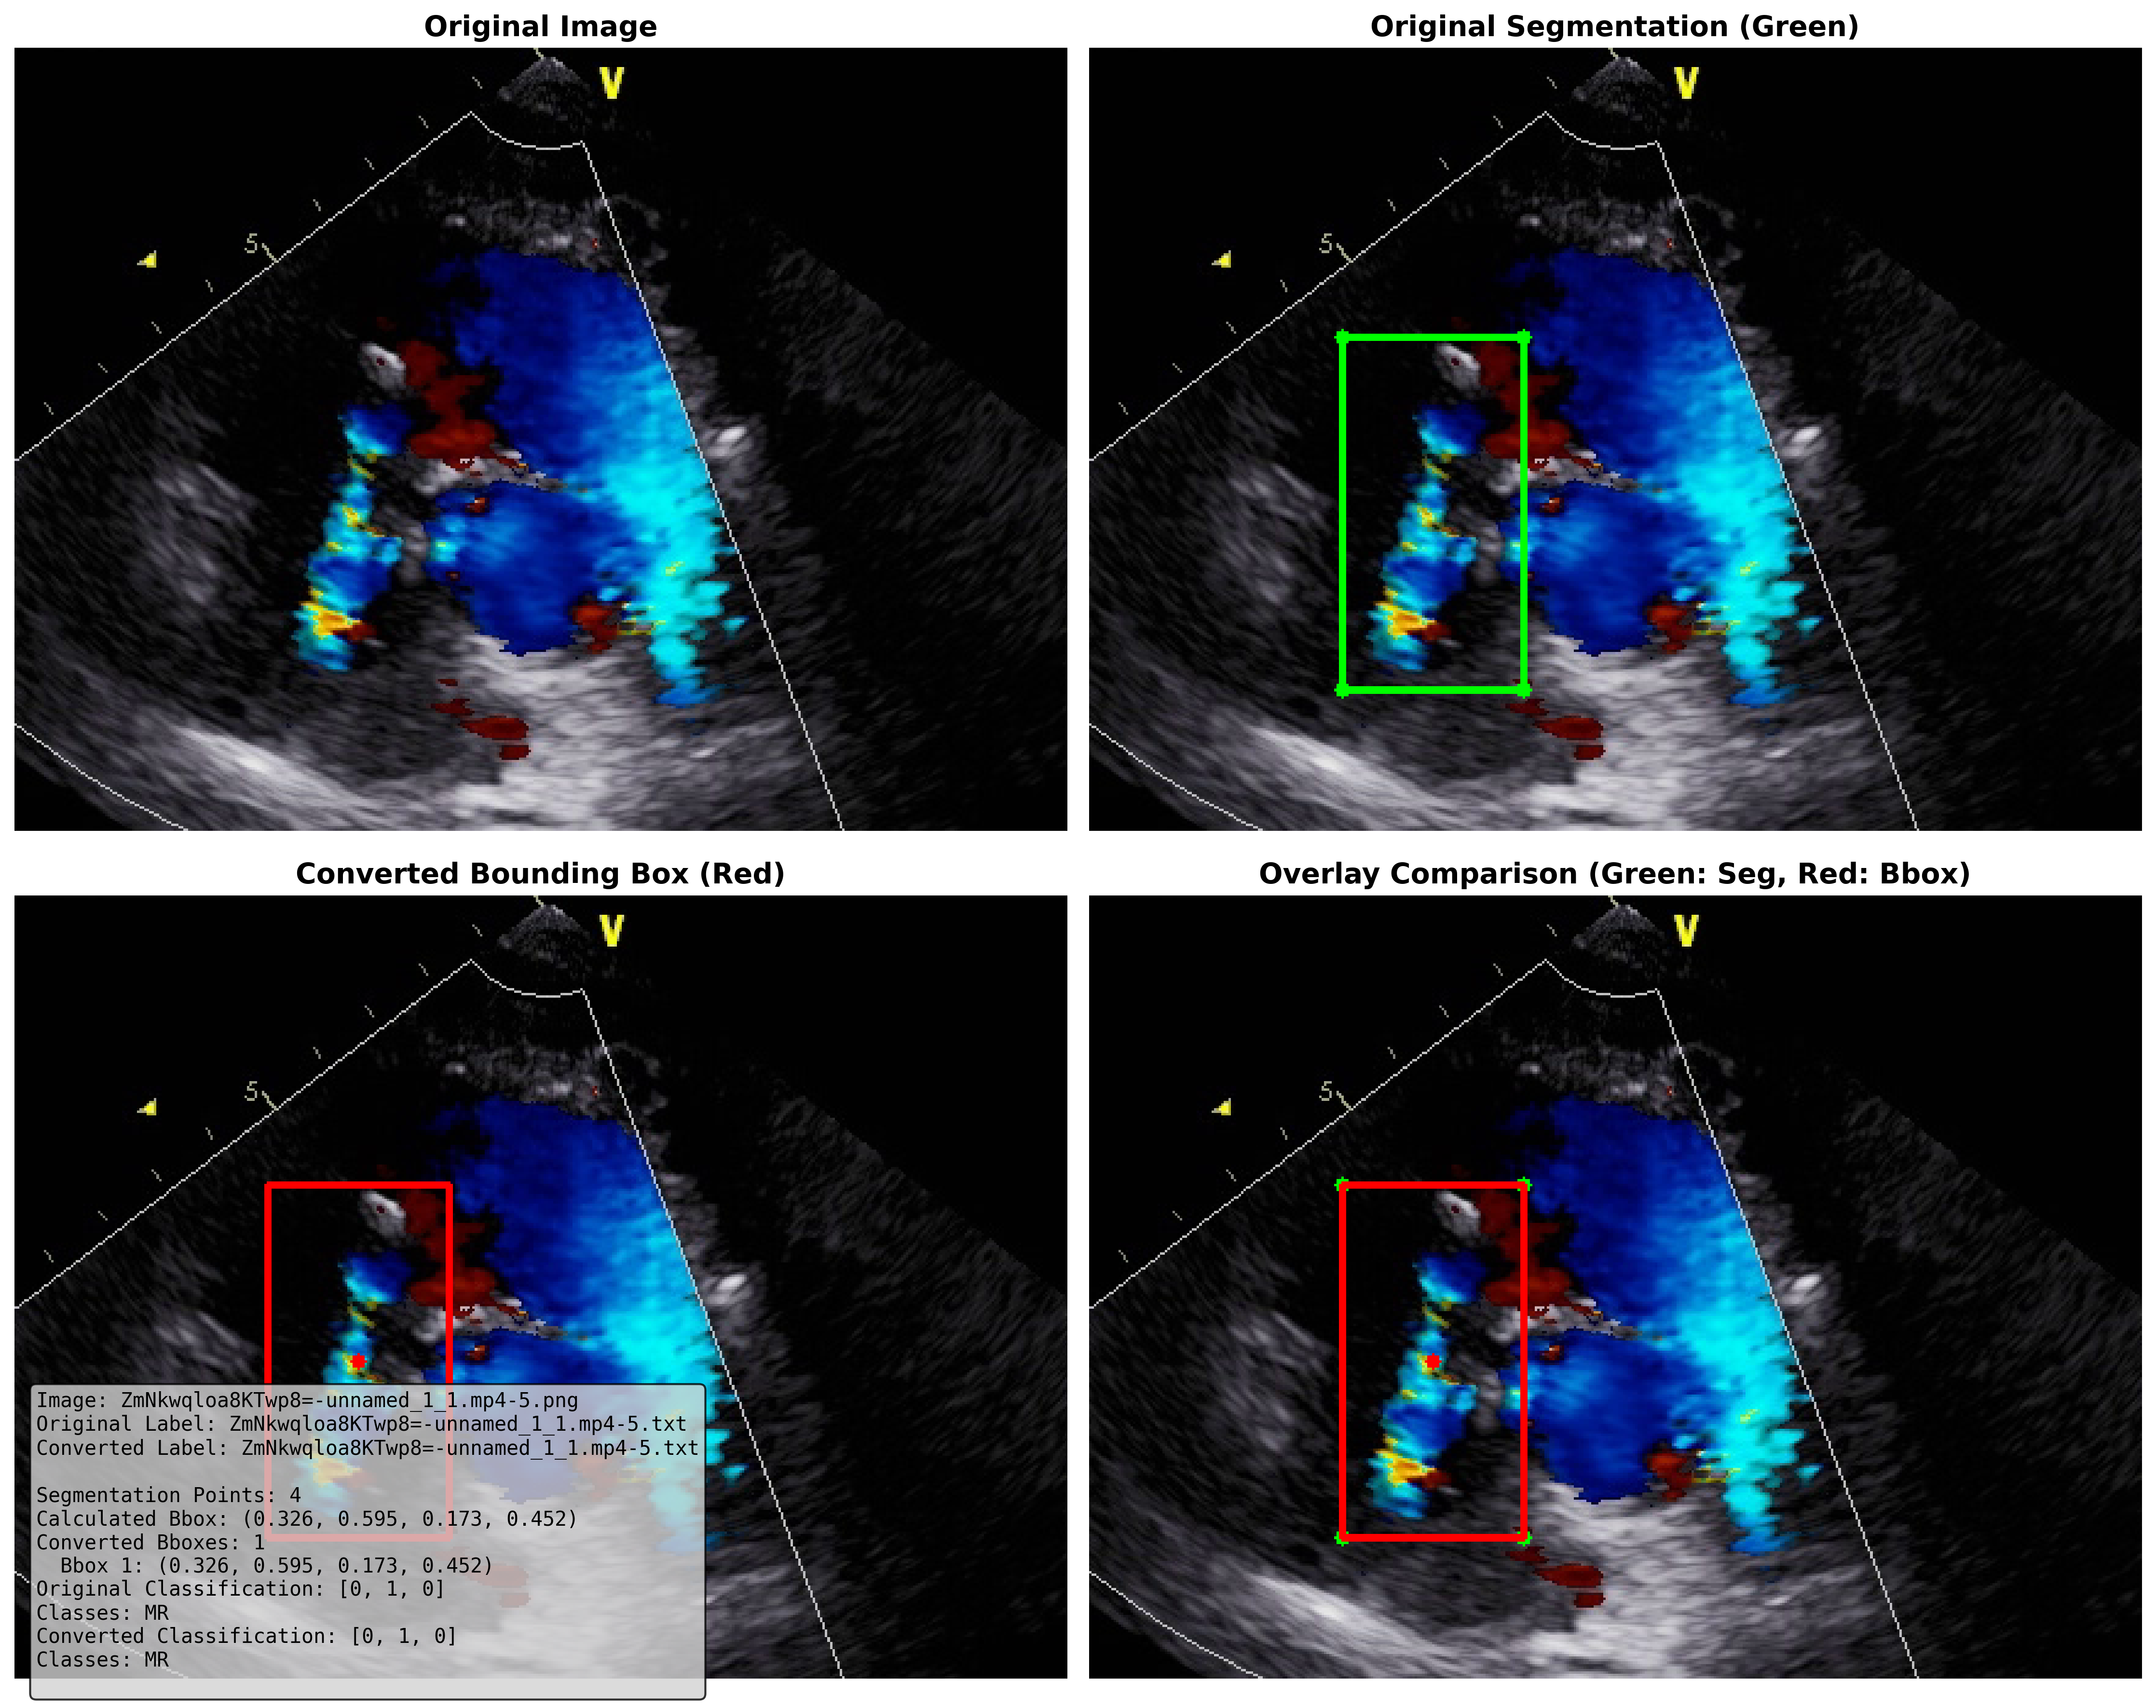 Original Image
Original Segmentation (Green)
V
5
V
5
Converted Bounding Box (Red)
Overlay Comparison (Green: Seg, Red: Bbox)
V
5
V
5
Image: ZmNkwqloa8KTwp8=-unnamed_1_1.mp4-5.png
Original Label: ZmNkwqloa8KTwp8=-unnamed_1_1.mp4-5.txt
Converted Label: ZmNkwqloa8KTwp8=-unnamed_1_1.mp4-5.txt
Segmentation Points: 4
Calculated Bbox: (0.326, 0.595, 0.173, 0.452)
Converted Bboxes: 1
Bbox 1: (0.326, 0.595, 0.173, 0.452)
Original Classification: [0, 1, 0]
Classes: MR
Converted Classification: [0, 1, 0]
Classes: MR